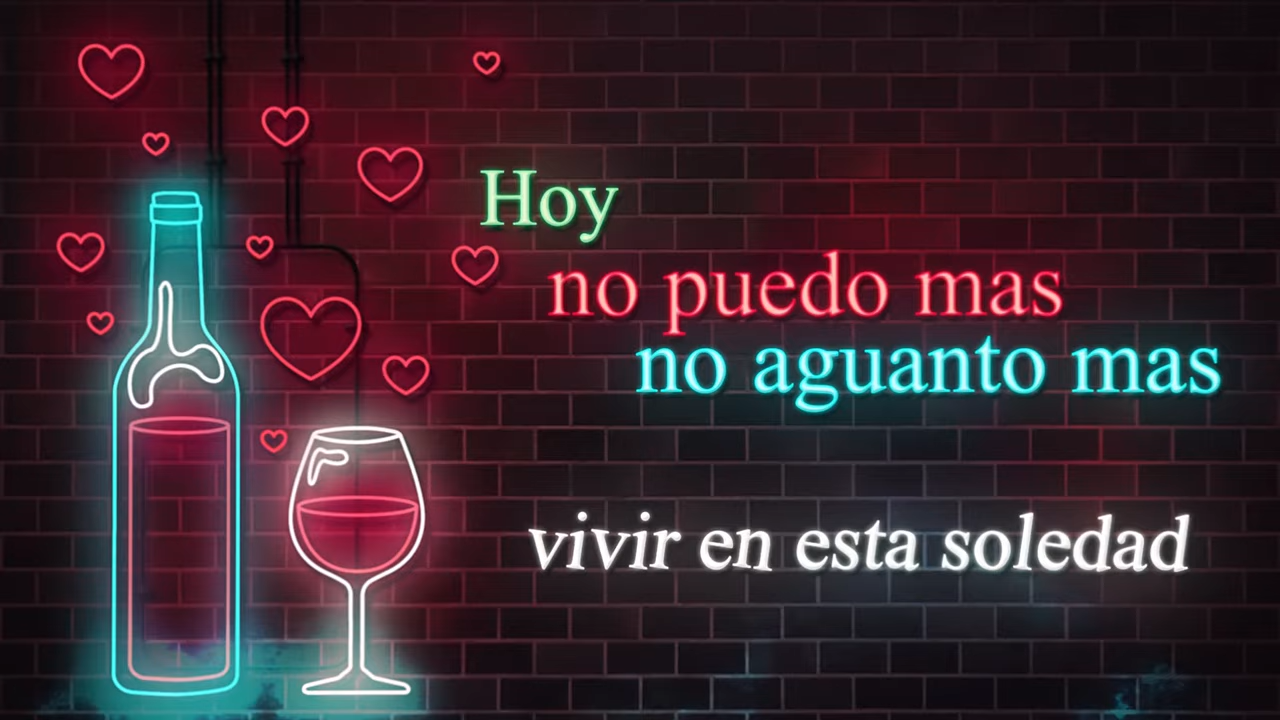 Hoy
no puedo mas
no aguanto mas
vivir en esta soledad